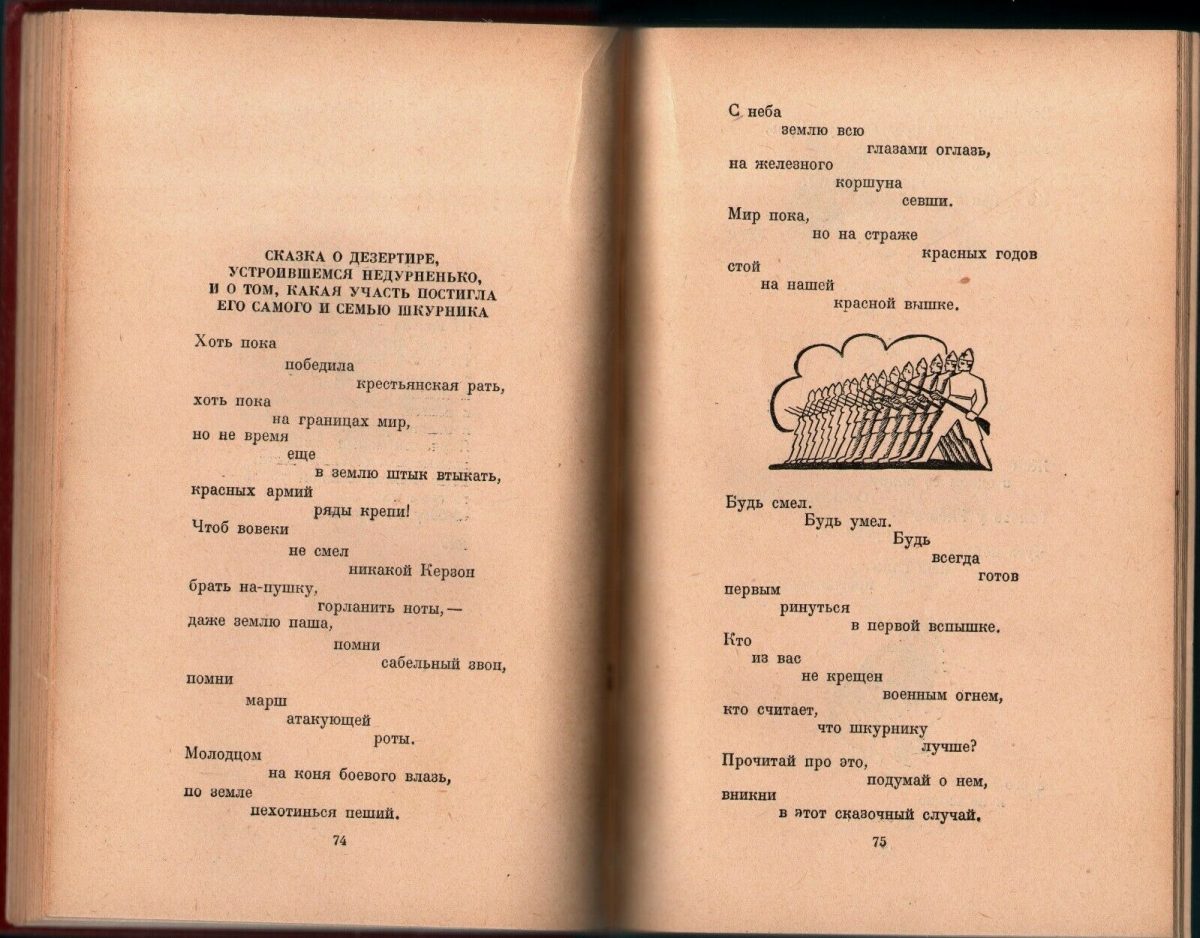 СКАЗКА О ДЕЗЕРТИРЕ,
УСТРОИВШЕМСЯ НЕДУРНЕНЬКО,
И О ТОМ, КАКАЯ УЧАСТЬ ПОСТИГЛА
ЕГО САМОГО И СЕМЬЮ ШКУРНИКА
Хоть пока
победила
крестьянская рать,
хоть пока
на границах мир,
но не время
еще
в землю штык втыкать,
красных армий
ряды крепи!
Чтоб вовеки
не смел
никакой Керзон
брать на-пушку,
горланить ноты,—
даже землю паша,
помни
сабельный звон,
помни
марш
атакующей
роты.
Молодцом
на коня боевого влазь,
по земле
пехотинься пеший.
74
С неба
землю всю
глазами оглазь,
на железного
коршуна
севши.
Мир пока,
но на страже
красных годов
стой
на нашей
красной вышке.
Будь смел.
Будь умел.
Будь
всегда
готов
первым
ринуться
в первой вспышке.
Кто
из вас
не крещен
военным огнем,
кто считает,
что шкурнику
лучше?
Прочитай про это,
подумай о нем,
вникни
в этот сказочный случай.
75